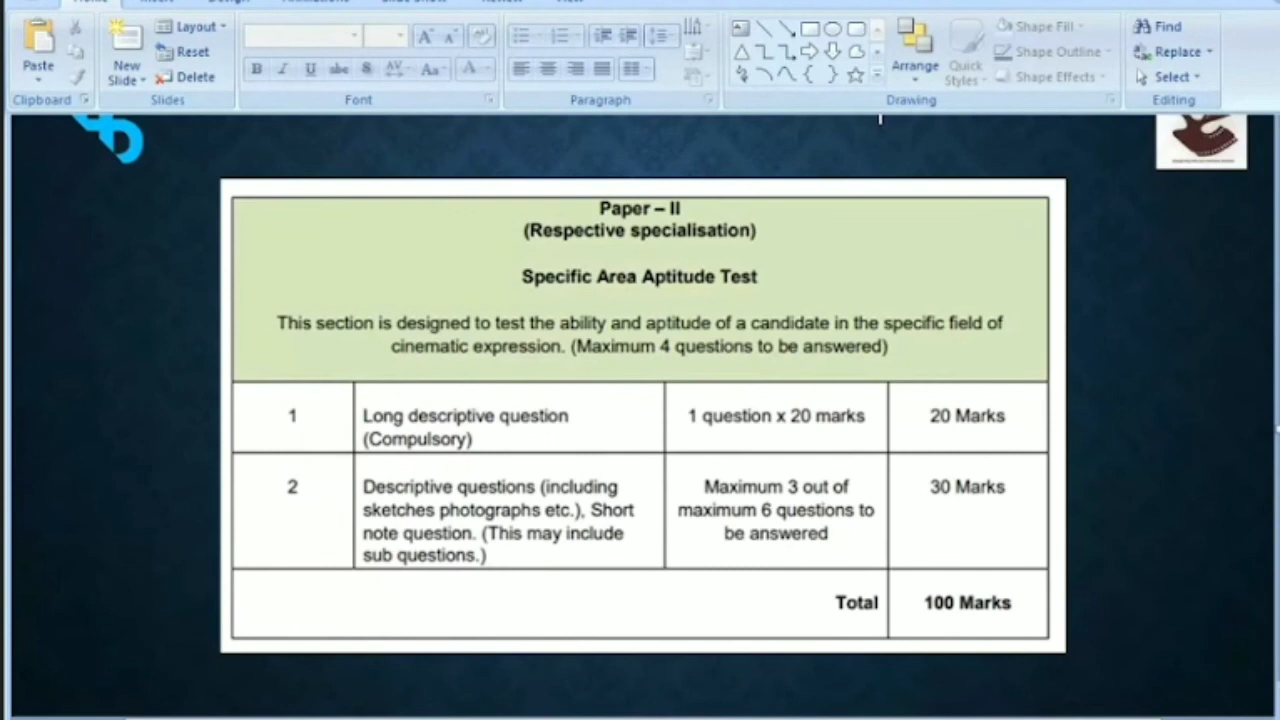 Layout
Paste
New
Slide
Reset
Delete
Clipboard
Slides
B I U abc S AV Aa A
Font
Paragraph
Arrange
Quick
Styles
Shape Fill
Shape Outline
Shape Effects
Drawing
Find
Replace
Select
Editing
Paper – II
(Respective specialisation)
Specific Area Aptitude Test
This section is designed to test the ability and aptitude of a candidate in the specific field of
cinematic expression. (Maximum 4 questions to be answered)
1 Long descriptive question 1 question x 20 marks 20 Marks
(Compulsory)
2 Descriptive questions (including Maximum 3 out of 30 Marks
sketches photographs etc.), Short maximum 6 questions to
note question. (This may include be answered
sub questions.)
Total 100 Marks